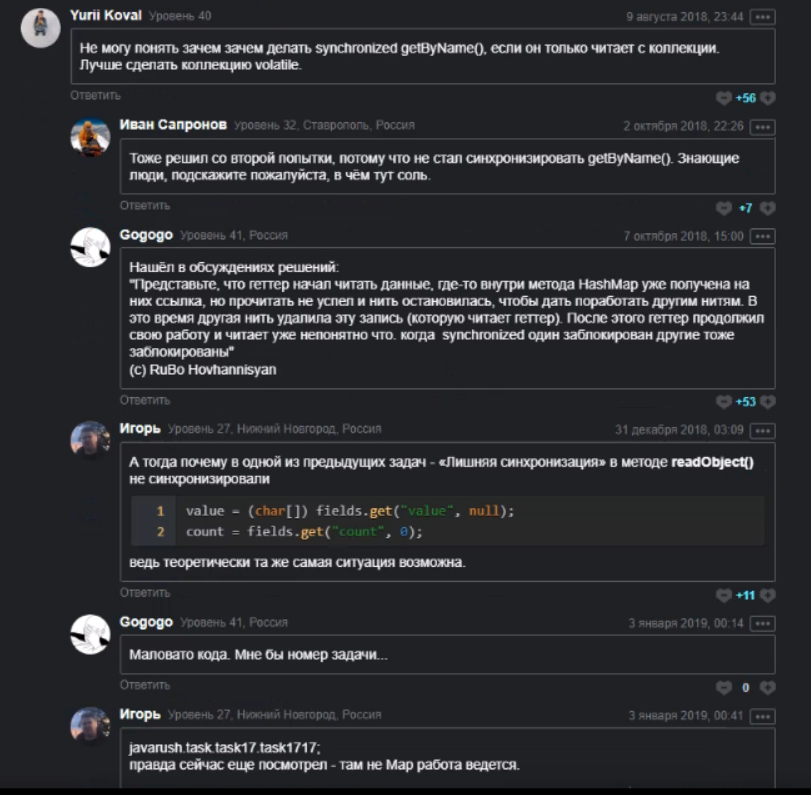 Yurii Koval Уровень 40 9 августа 2018, 23:44
Не могу понять зачем зачем делать synchronized getByName(), если он только читает с коллекции.
Лучше сделать коллекцию volatile.
Ответить +56
Иван Сапронов Уровень 32, Ставрополь, Россия 2 октября 2018, 22:26
Тоже решил со второй попытки, потому что не стал синхронизировать getByName(). Знающие
люди, подскажите пожалуйста, в чём тут соль.
Ответить +7
Gogogo Уровень 41, Россия 7 октября 2018, 15:00
Нашёл в обсуждениях решений:
"Представьте, что геттер начал читать данные, где-то внутри метода HashMap уже получена на
них ссылка, но прочитать не успел и нить остановилась, чтобы дать поработать другим нитям. В
это время другая нить удалила эту запись (которую читает геттер). После этого геттер продолжил
свою работу и читает уже непонятно что. когда synchronized один заблокирован другие тоже
заблокированы"
(c) RuBo Hovhannisyan
Ответить +53
Игорь Уровень 27, Нижний Новгород, Россия 31 декабря 2018, 03:09
А тогда почему в одной из предыдущих задач - «Лишняя синхронизация» в методе readObject()
не синхронизировали
1 value = (char[]) fields.get("value", null);
2 count = fields.get("count", 0);
ведь теоретически та же самая ситуация возможна.
Ответить +11
Gogogo Уровень 41, Россия 3 января 2019, 00:14
Маловато кода. Мне бы номер задачи...
Ответить 0
Игорь Уровень 27, Нижний Новгород, Россия 3 января 2019, 00:41
javarush.task.task17.task1717;
правда сейчас еще посмотрел - там не Map работа ведется.